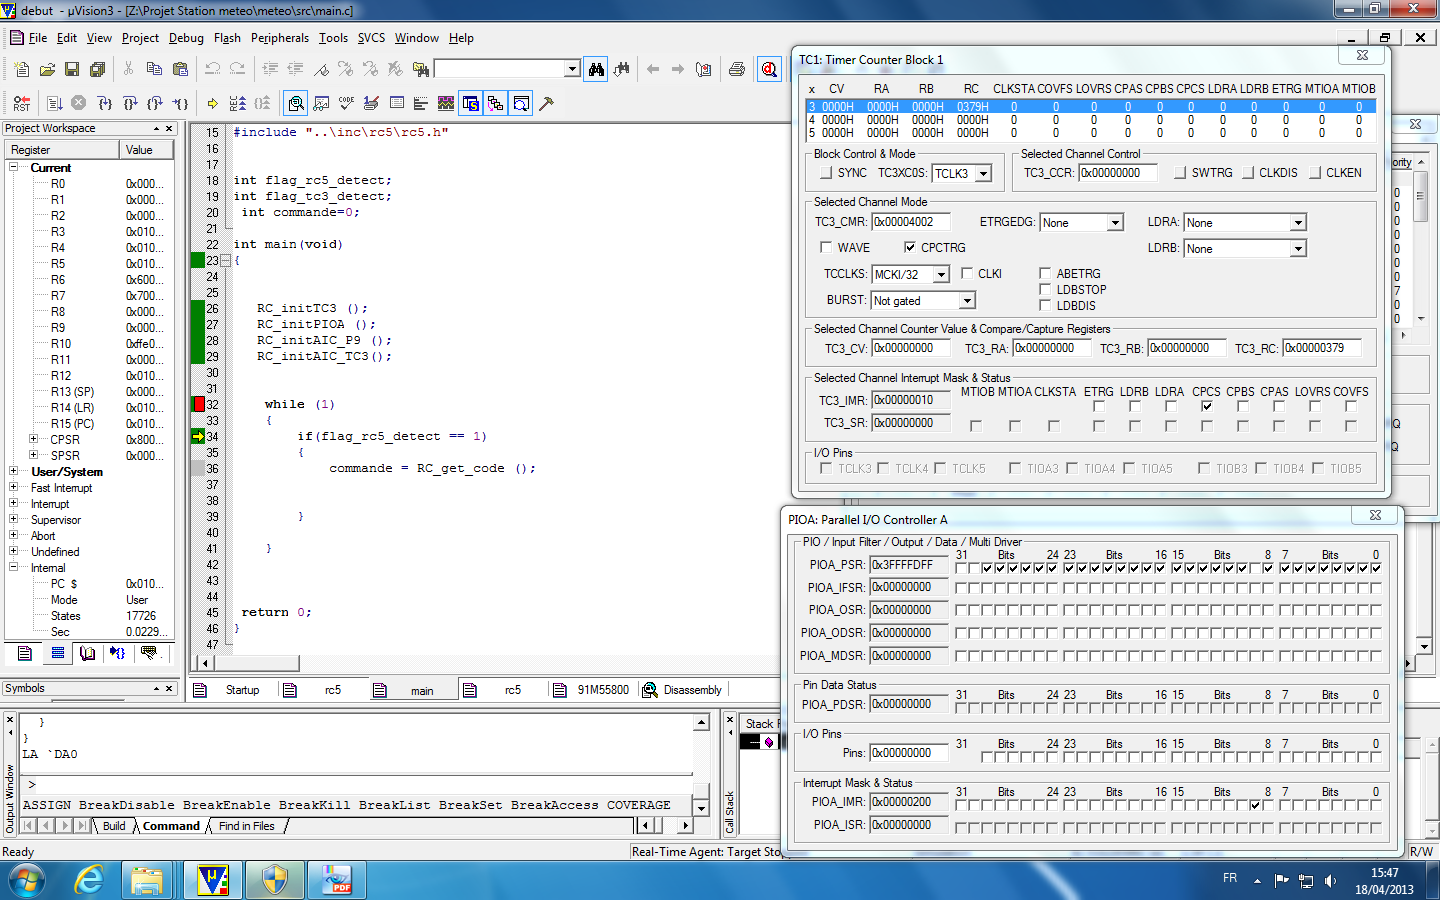 debut - µVision3 - [Z:\Projet Station meteo\meteo\src\main.c]
File Edit View Project Debug Flash Peripherals Tools SVCS Window Help
Project Workspace
Register Value
Current
R0 0x000...
R1 0x000...
R2 0x000...
R3 0x010...
R4 0x010...
R5 0x010...
R6 0x600...
R7 0x700...
R8 0x000...
R9 0x000...
R10 0xffe0...
R11 0x000...
R12 0x010...
R13 (SP) 0x000...
R14 (LR) 0x010...
R15 (PC) 0x010...
CPSR 0x800...
SPSR 0x000...
User/System
Fast Interrupt
Interrupt
Supervisor
Abort
Undefined
Internal
PC $ 0x010...
Mode User
States 17726
Sec 0.0229...
Symbols
15 #include "..\inc\rc5\rc5.h"
16
17
18 int flag_rc5_detect;
19 int flag_tc3_detect;
20 int commande=0;
21
22 int main(void)
23 {
24
25
26 RC_initTC3 ();
27 RC_initPIOA ();
28 RC_initAIC_P9 ();
29 RC_initAIC_TC3();
30
31
32 while (1)
33 {
34 if(flag_rc5_detect == 1)
35 {
36 commande = RC_get_code ();
37
38
39 }
40
41 }
42
43
44
45 return 0;
46 }
47
Startup rc5 main rc5 91M55800 Disassembly
TC1: Timer Counter Block 1
x CV RA RB RC CLKSTA COVFS LOVRS CPAS CPBS CPCS LDRA LDRB ETRG MTIOA MTIOB
3 0000H 0000H 0000H 0379H 0 0 0 0 0 0 0 0 0 0 0
4 0000H 0000H 0000H 0000H 0 0 0 0 0 0 0 0 0 0 0
5 0000H 0000H 0000H 0000H 0 0 0 0 0 0 0 0 0 0 0
Block Control & Mode
SYNC TC3XC0S: TCLK3
Selected Channel Control
TC3_CCR: 0x00000000 SWTRG CLKDIS CLKEN
Selected Channel Mode
TC3_CMR: 0x00004002 ETRGEDG: None LDRA: None
WAVE CPCTRG LDRB: None
TCCLKS: MCKI/32 CLKI ABETRG
LDBSTOP
BURST: Not gated LDBDIS
Selected Channel Counter Value & Compare/Capture Registers
TC3_CV: 0x00000000 TC3_RA: 0x00000000 TC3_RB: 0x00000000 TC3_RC: 0x00000379
Selected Channel Interrupt Mask & Status
MTIOB MTIOA CLKSTA ETRG LDRB LDRA CPCS CPBS CPAS LOVRS COVFS
TC3_IMR: 0x00000010
TC3_SR: 0x00000000
I/O Pins
TCLK3 TCLK4 TCLK5 TIOA3 TIOA4 TIOA5 TIOB3 TIOB4 TIOB5
PIOA: Parallel I/O Controller A
PIO / Input Filter / Output / Data / Multi Driver
31 Bits 24 23 Bits 16 15 Bits 8 7 Bits 0
PIOA_PSR: 0x3FFFFDFF
PIOA_IFSR: 0x00000000
PIOA_OSR: 0x00000000
PIOA_ODSR: 0x00000000
PIOA_MDSR: 0x00000000
Pin Data Status
31 Bits 24 23 Bits 16 15 Bits 8 7 Bits 0
PIOA_PDSR: 0x00000000
I/O Pins
31 Bits 24 23 Bits 16 15 Bits 8 7 Bits 0
Pins: 0x00000000
Interrupt Mask & Status
31 Bits 24 23 Bits 16 15 Bits 8 7 Bits 0
PIOA_IMR: 0x00000200
PIOA_ISR: 0x00000000
Output Window
}
}
LA `DA0
>
ASSIGN BreakDisable BreakEnable BreakKill BreakList BreakSet BreakAccess COVERAGE
Build Command Find in Files
Call Stack
Ready
Real-Time Agent: Target
R/W
FR
15:47
18/04/2013